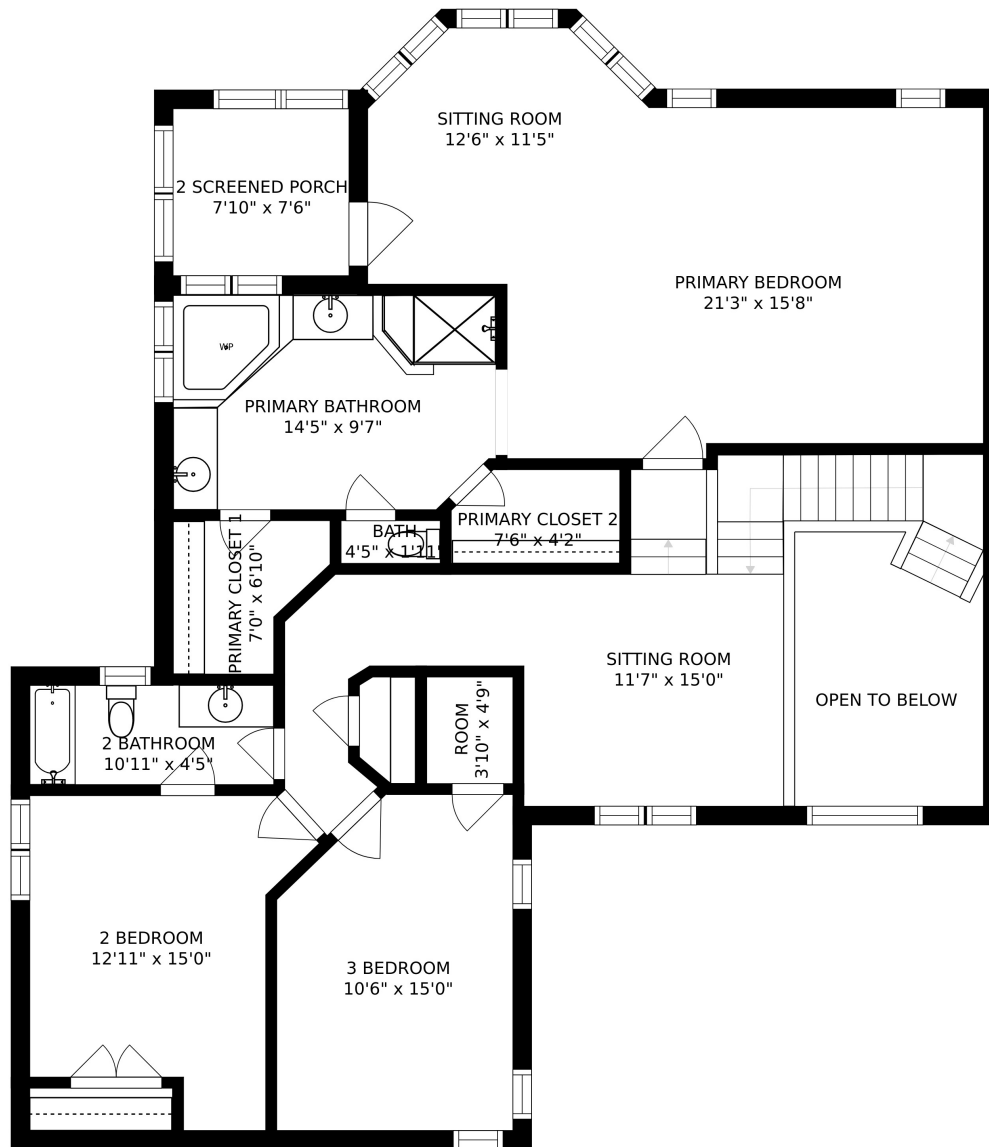 SITTING ROOM
12'6" x 11'5"
2 SCREENED PORCH
7'10" x 7'6"
PRIMARY BEDROOM
21'3" x 15'8"
WP
PRIMARY BATHROOM
14'5" x 9'7"
PRIMARY CLOSET 1
7'0" x 6'10"
BATH
4'5" x 1'11"
PRIMARY CLOSET 2
7'6" x 4'2"
SITTING ROOM
11'7" x 15'0"
OPEN TO BELOW
ROOM
3'10" x 4'9"
2 BATHROOM
10'11" x 4'5"
2 BEDROOM
12'11" x 15'0"
3 BEDROOM
10'6" x 15'0"